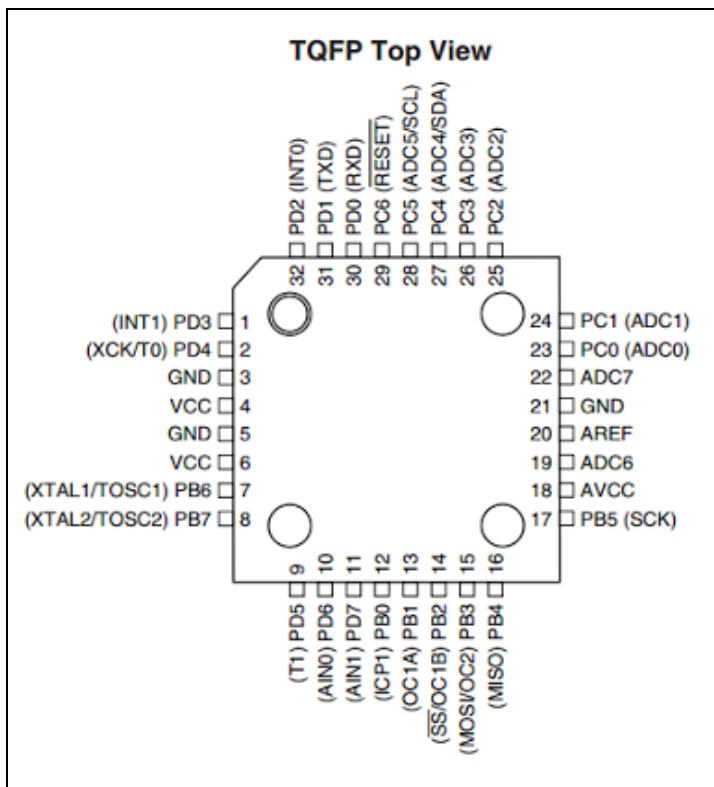 TQFP Top View
PD2 (INT0)
PD1 (TXD)
PD0 (RXD)
PC6 (RESET)
PC5 (ADC5/SCL)
PC4 (ADC4/SDA)
PC3 (ADC3)
PC2 (ADC2)
32 31 30 29 28 27 26 25
(INT1) PD3 1
(XCK/T0) PD4 2
GND 3
VCC 4
GND 5
VCC 6
(XTAL1/TOSC1) PB6 7
(XTAL2/TOSC2) PB7 8
24 PC1 (ADC1)
23 PC0 (ADC0)
22 ADC7
21 GND
20 AREF
19 ADC6
18 AVCC
17 PB5 (SCK)
9 10 11 12 13 14 15 16
(T1) PD5
(AIN0) PD6
(AIN1) PD7
(ICP1) PB0
(OC1A) PB1
(SS/OC1B) PB2
(MOSI/OC2) PB3
(MISO) PB4